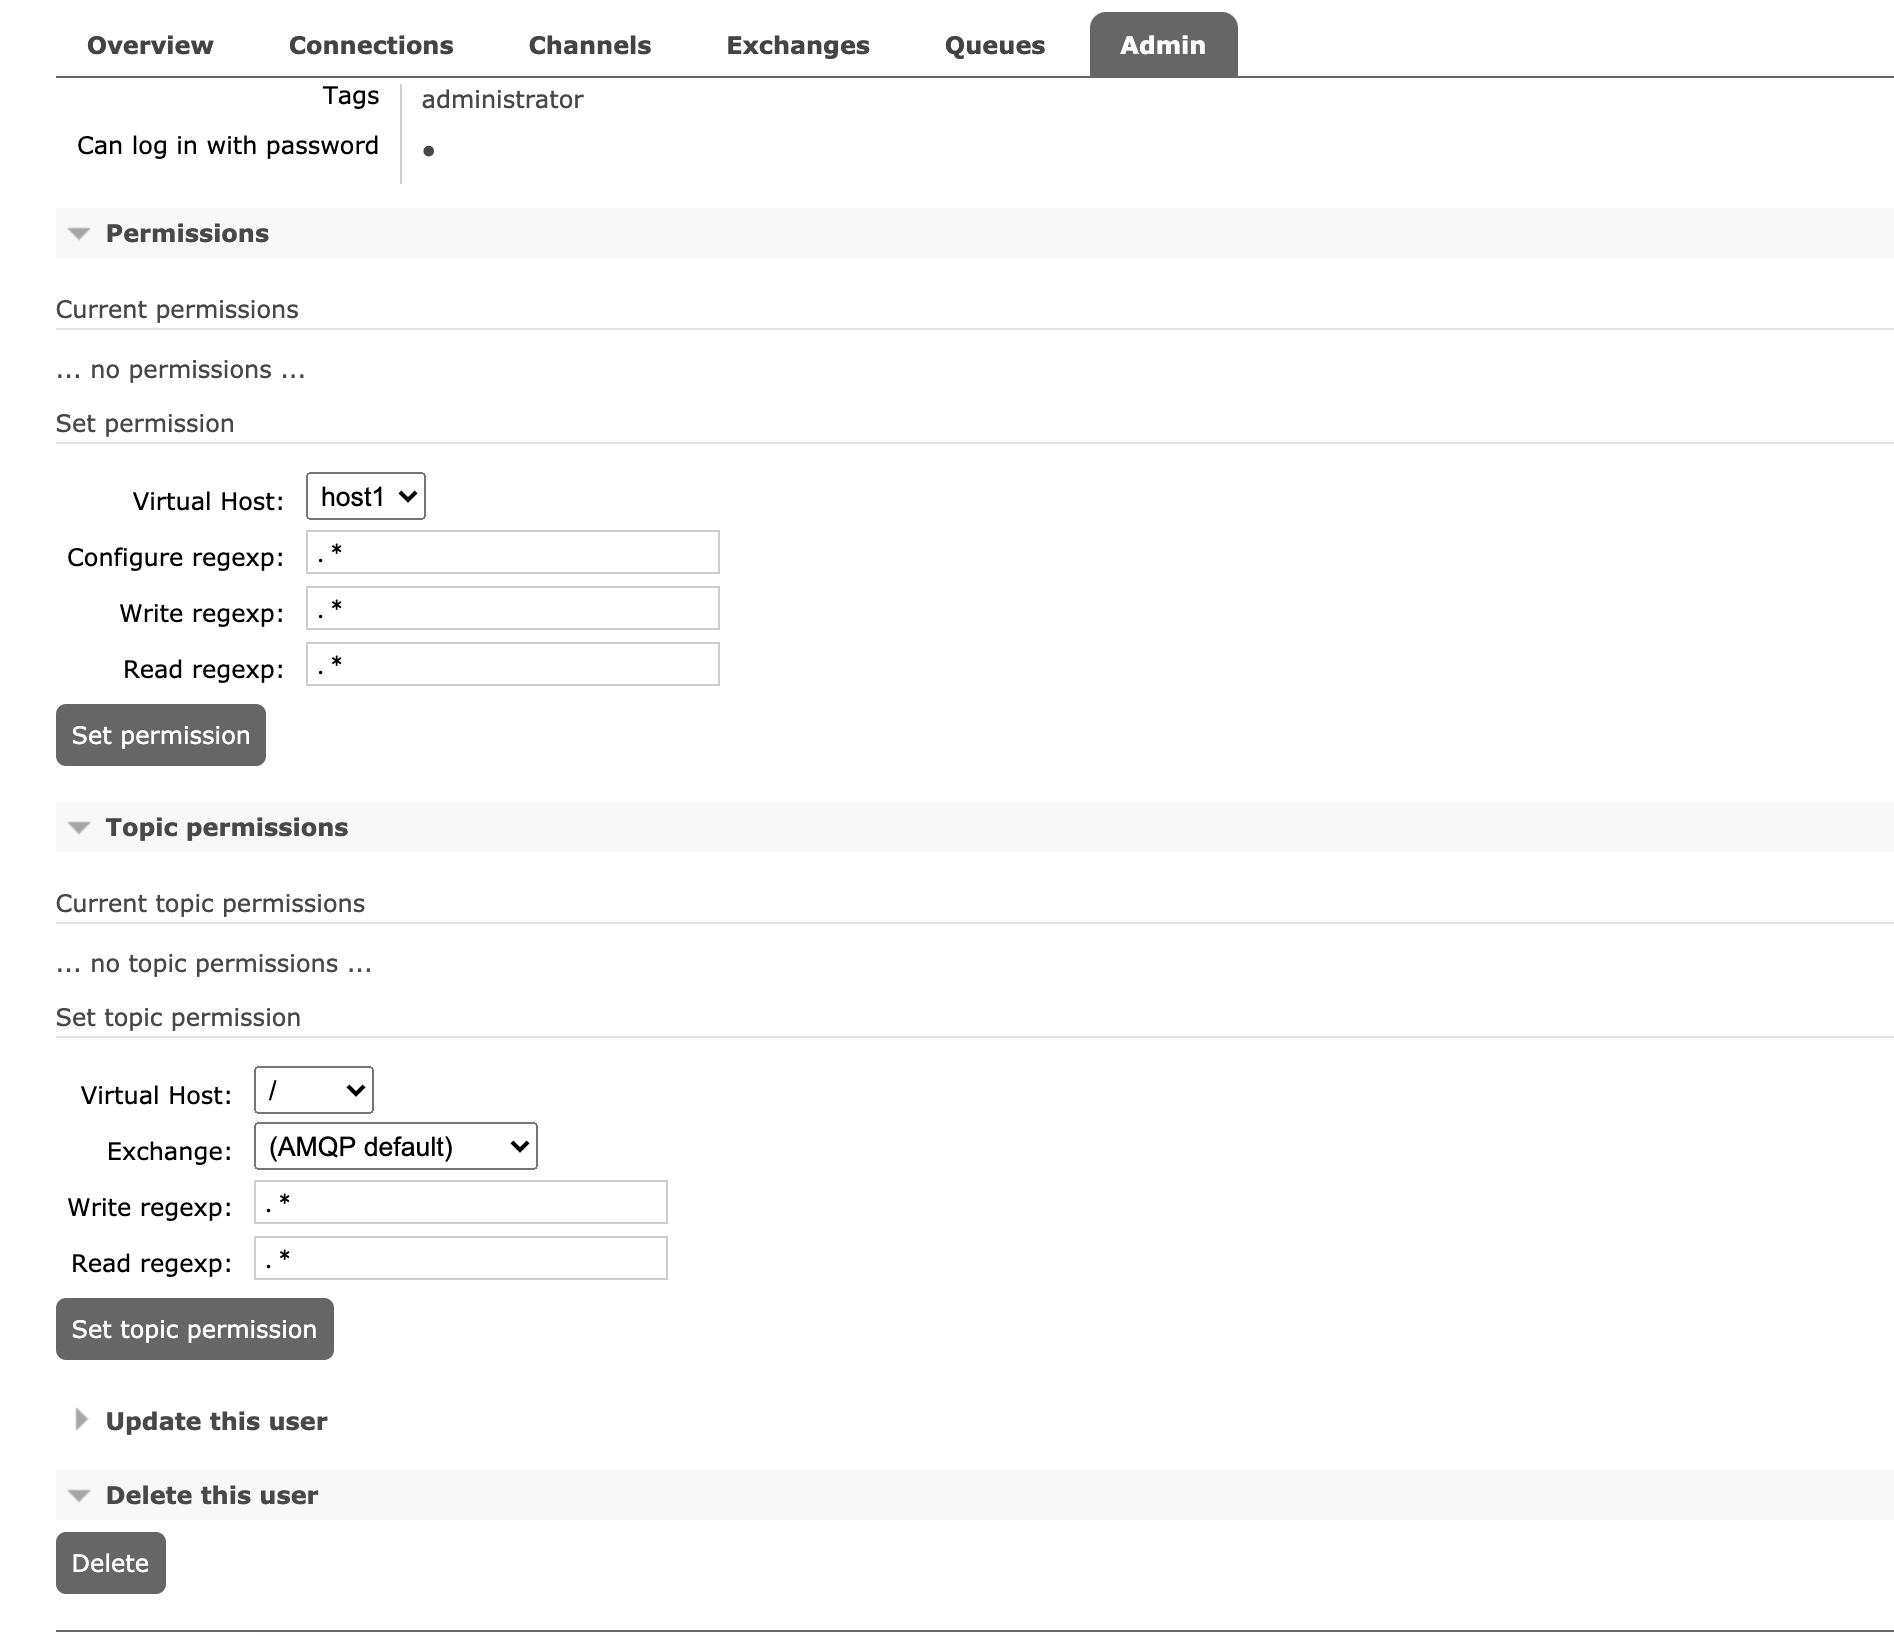 Overview Connections Channels Exchanges Queues Admin
Tags administrator
Can log in with password •
Permissions
Current permissions
... no permissions ...
Set permission
Virtual Host: host1
Configure regexp: .*
Write regexp: .*
Read regexp: .*
Set permission
Topic permissions
Current topic permissions
... no topic permissions ...
Set topic permission
Virtual Host: /
Exchange: (AMQP default)
Write regexp: .*
Read regexp: .*
Set topic permission
Update this user
Delete this user
Delete